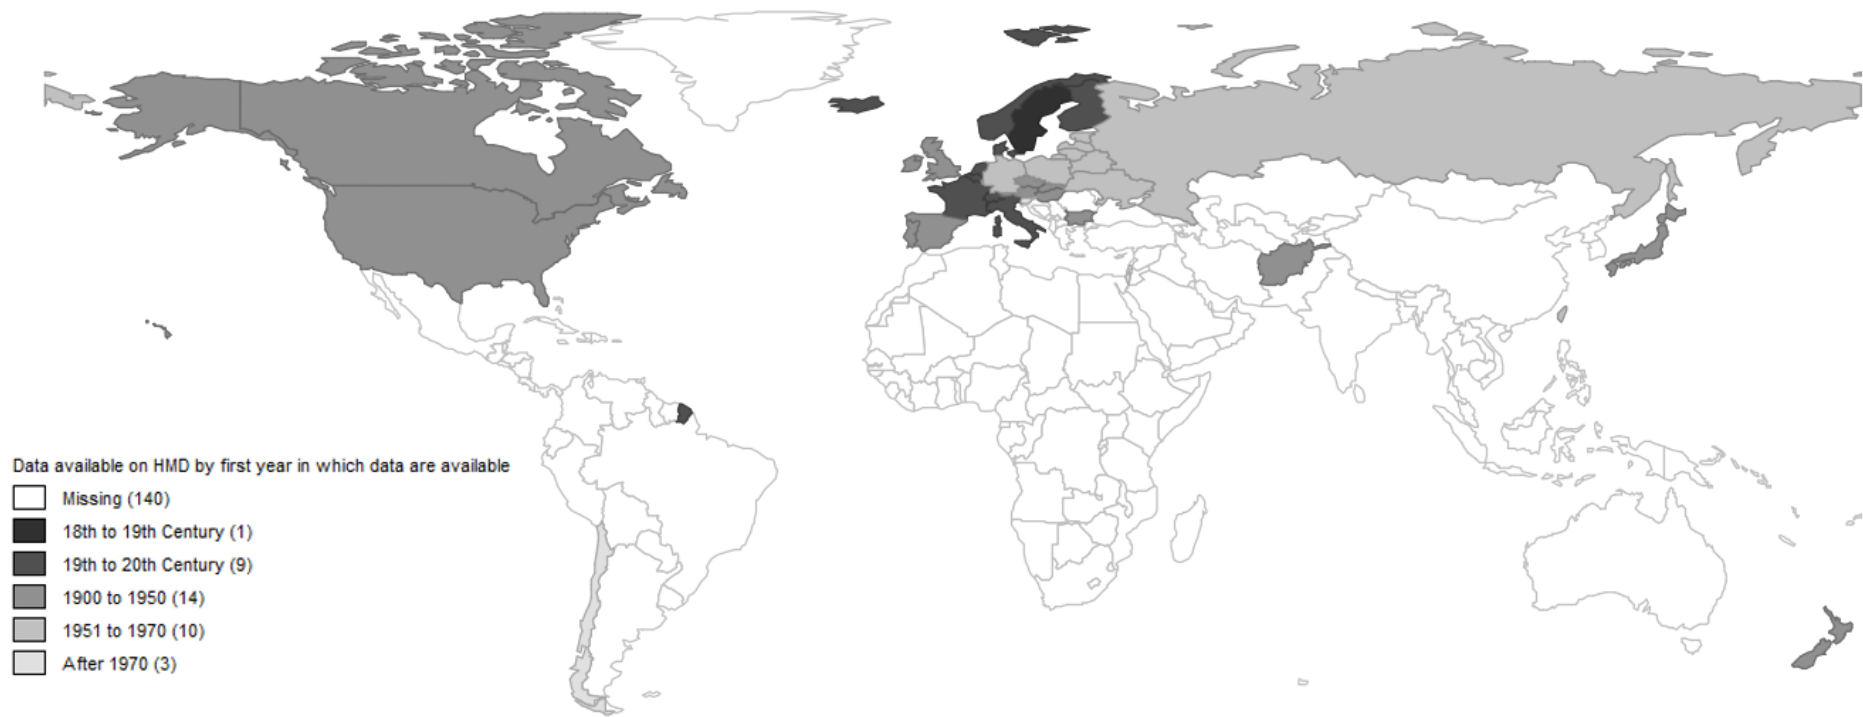 Data available on HMD by first year in which data are available
Missing (140)
18th to 19th Century (1)
19th to 20th Century (9)
1900 to 1950 (14)
1951 to 1970 (10)
After 1970 (3)